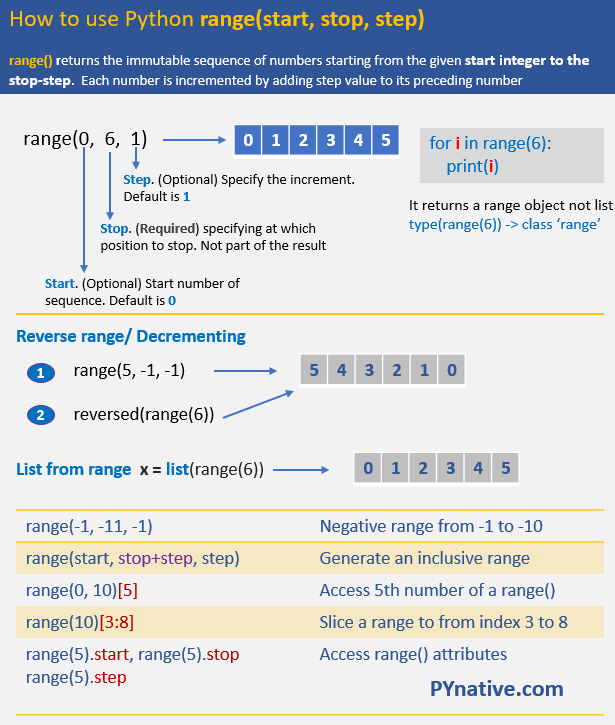 How to use Python range(start, stop, step)
range() returns the immutable sequence of numbers starting from the given start integer to the
stop-step. Each number is incremented by adding step value to its preceding number
range(0, 6, 1)
0 1 2 3 4 5
for i in range(6):
print(i)
Step. (Optional) Specify the increment.
Default is 1
It returns a range object not list
type(range(6)) -> class ‘range’
Stop. (Required) specifying at which
position to stop. Not part of the result
Start. (Optional) Start number of
sequence. Default is 0
Reverse range/ Decrementing
1 range(5, -1, -1)
5 4 3 2 1 0
2 reversed(range(6))
List from range x = list(range(6))
0 1 2 3 4 5
range(-1, -11, -1) Negative range from -1 to -10
range(start, stop+step, step) Generate an inclusive range
range(0, 10)[5] Access 5th number of a range()
range(10)[3:8] Slice a range to from index 3 to 8
range(5).start, range(5).stop Access range() attributes
range(5).step
PYnative.com